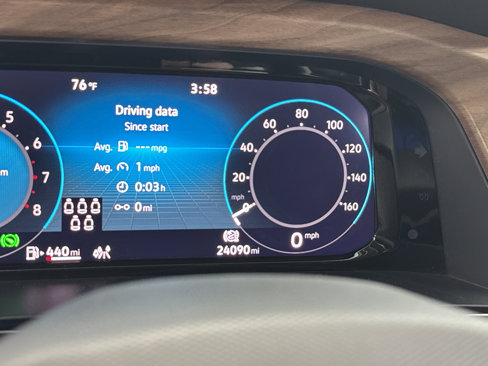 76°F 3:58
Driving data
Since start
Avg. --- mpg
Avg. 1 mph
0:03 h
0 mi
5
6
7
8
0
20
40
60
80
100
120
140
160
mph
0 mph
440 mi
24090 mi